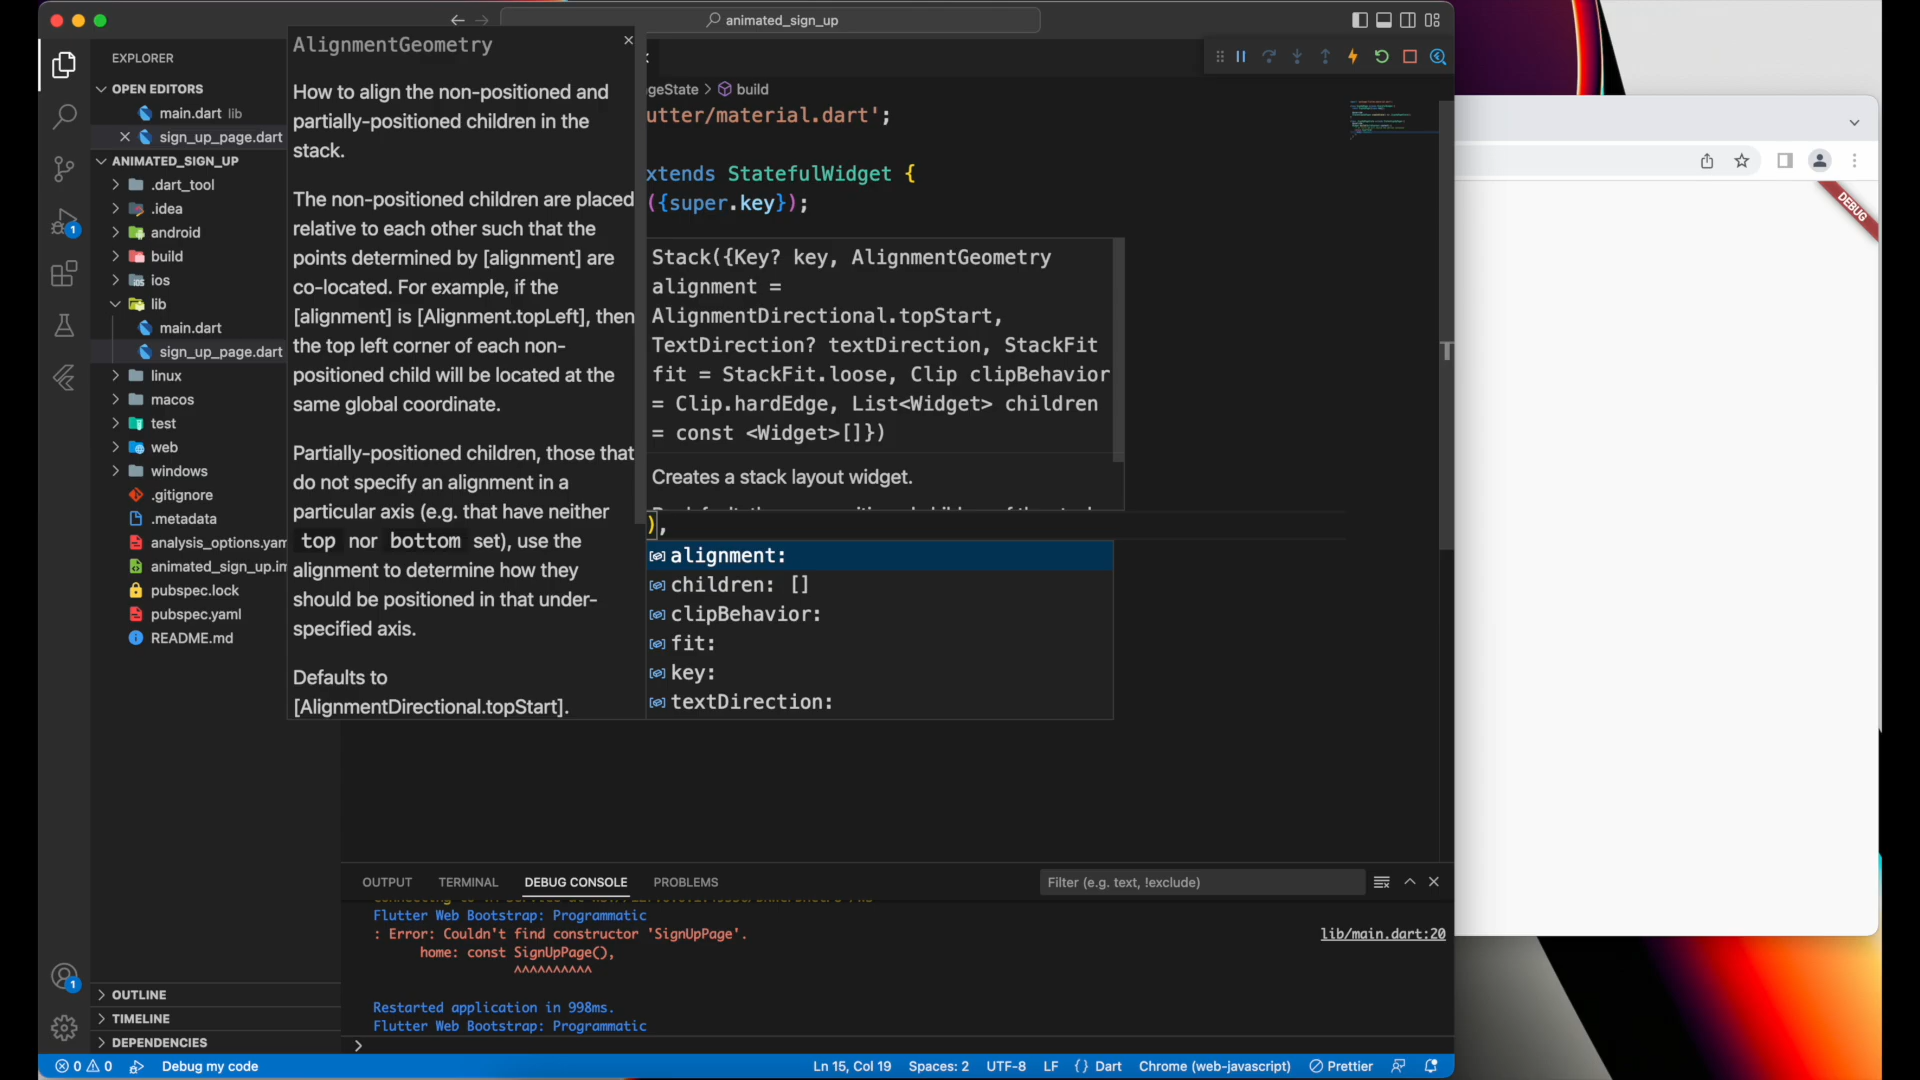 animated_sign_up
EXPLORER
OPEN EDITORS
main.dart lib
sign_up_page.dart
ANIMATED_SIGN_UP
.dart_tool
.idea
android
build
ios
lib
main.dart
sign_up_page.dart
linux
macos
test
web
windows
.gitignore
.metadata
analysis_options.yam
animated_sign_up.im
pubspec.lock
pubspec.yaml
README.md
OUTLINE
TIMELINE
DEPENDENCIES
AlignmentGeometry
How to align the non-positioned and
partially-positioned children in the
stack.
The non-positioned children are placed
relative to each other such that the
points determined by [alignment] are
co-located. For example, if the
[alignment] is [Alignment.topLeft], then
the top left corner of each non-
positioned child will be located at the
same global coordinate.
Partially-positioned children, those that
do not specify an alignment in a
particular axis (e.g. that have neither
top nor bottom set), use the
alignment to determine how they
should be positioned in that under-
specified axis.
Defaults to
[AlignmentDirectional.topStart].
geState > build
utter/material.dart';
xtends StatefulWidget {
({super.key});
Stack({Key? key, AlignmentGeometry
alignment =
AlignmentDirectional.topStart,
TextDirection? textDirection, StackFit
fit = StackFit.loose, Clip clipBehavior
= Clip.hardEdge, List<Widget> children
= const <Widget>[]})
Creates a stack layout widget.
),
alignment:
children: []
clipBehavior:
fit:
key:
textDirection:
DEBUG
OUTPUT TERMINAL DEBUG CONSOLE PROBLEMS
Filter (e.g. text, !exclude)
Flutter Web Bootstrap: Programmatic
: Error: Couldn't find constructor 'SignUpPage'.
lib/main.dart:20
home: const SignUpPage(),
^^^^^^^^^^
Restarted application in 998ms.
Flutter Web Bootstrap: Programmatic
>
0 0 Debug my code Ln 15, Col 19 Spaces: 2 UTF-8 LF {} Dart Chrome (web-javascript) Prettier